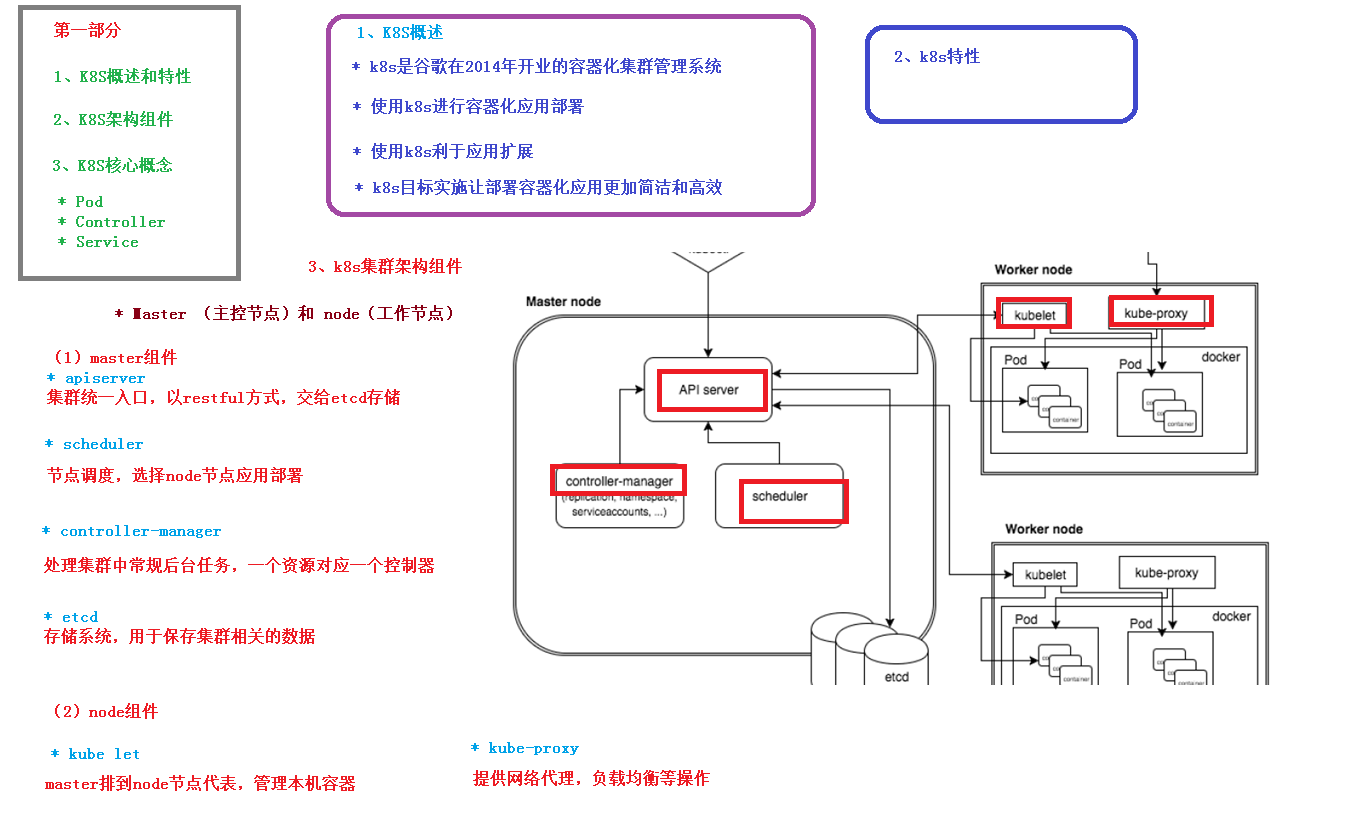 第一部分
1、K8S概述和特性
2、K8S架构组件
3、K8S核心概念
* Pod
* Controller
* Service
1、K8S概述
* k8s是谷歌在2014年开业的容器化集群管理系统
* 使用k8s进行容器化应用部署
* 使用k8s利于应用扩展
* k8s目标实施让部署容器化应用更加简洁和高效
2、k8s特性
3、k8s集群架构组件
* Master （主控节点）和 node（工作节点）
（1）master组件
* apiserver
集群统一入口，以restful方式，交给etcd存储
* scheduler
节点调度，选择node节点应用部署
* controller-manager
处理集群中常规后台任务，一个资源对应一个控制器
* etcd
存储系统，用于保存集群相关的数据
（2）node组件
* kube let
master排到node节点代表，管理本机容器
* kube-proxy
提供网络代理，负载均衡等操作
Master node
API server
controller-manager
(replication, namespace,
serviceaccounts, ...)
scheduler
etcd
Worker node
kubelet
kube-proxy
docker
Pod
container
Pod
container
Worker node
kubelet
kube-proxy
docker
Pod
container
Pod
container